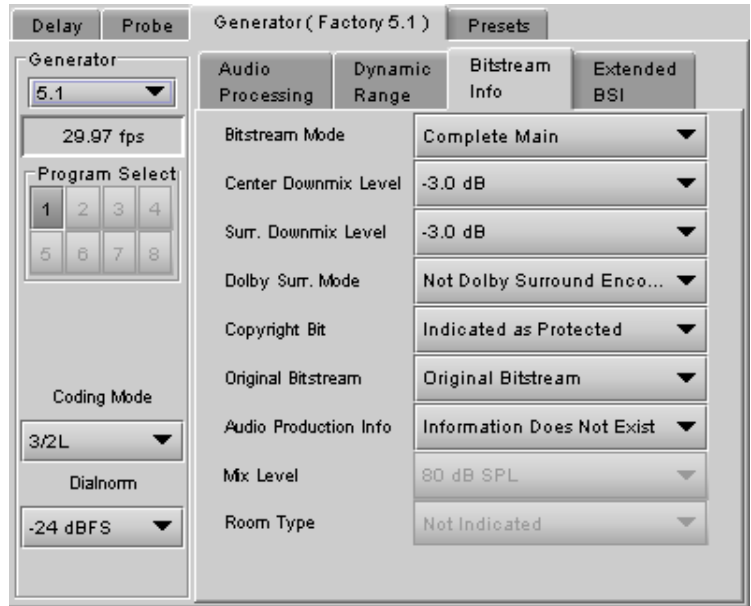 Delay Probe Generator ( Factory 5.1 ) Presets
Generator
5.1
29.97 fps
Program Select
1 2 3 4
5 6 7 8
Coding Mode
3/2L
Dialnorm
-24 dBFS
Audio Processing
Dynamic Range
Bitstream Info
Extended BSI
Bitstream Mode Complete Main
Center Downmix Level -3.0 dB
Surr. Downmix Level -3.0 dB
Dolby Surr. Mode Not Dolby Surround Enco...
Copyright Bit Indicated as Protected
Original Bitstream Original Bitstream
Audio Production Info Information Does Not Exist
Mix Level 80 dB SPL
Room Type Not Indicated